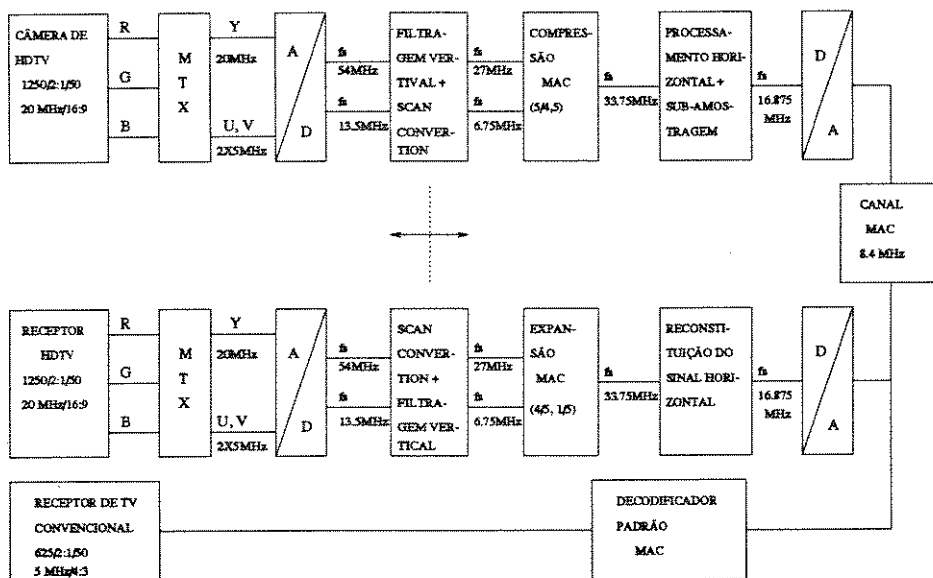 CÂMERA DE
HDTV
1250/2:1/50
20 MHz/16:9
R
G
B
M
T
X
Y
20MHz
U, V
2X5MHz
A
D
fs
54MHz
fs
13.5MHz
FILTRA-
GEM VER-
TIVAL +
SCAN
CONVER-
TION
fs
27MHz
fs
6.75MHz
COMPRES-
SÃO
MAC
(5/4,5)
fs
33.75MHz
PROCESSA-
MENTO HORI-
ZONTAL +
SUB-AMOS-
TRAGEM
fs
16.875
MHz
D
A
CANAL
MAC
8.4 MHz
RECEPTOR
HDTV
1250/2:1/50
20 MHz/16:9
R
G
B
M
T
X
Y
20MHz
U, V
2X5MHz
A
D
fs
54MHz
fs
13.5MHz
SCAN
CONVER-
TION +
FILTRA-
GEM VER-
TICAL
fs
27MHz
fs
6.75MHz
EXPAN-
SÃO
MAC
(4/5, 1/5)
fs
33.75MHz
RECONSTI-
TUIÇÃO DO
SINAL HORI-
ZONTAL
fs
16.875
MHz
D
A
RECEPTOR DE TV
CONVENCIONAL
625/2:1/50
5 MHz/4:3
DECODIFICADOR
PADRÃO
MAC